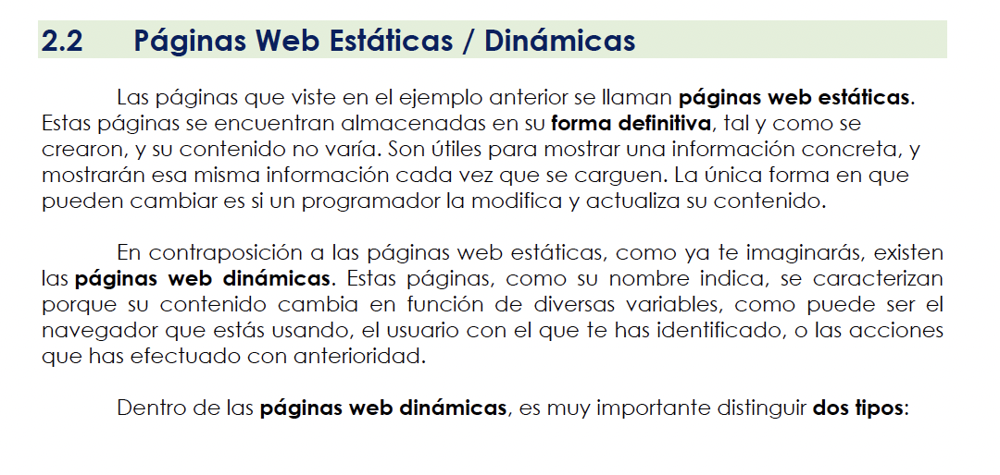 2.2 Páginas Web Estáticas / Dinámicas
Las páginas que viste en el ejemplo anterior se llaman páginas web estáticas.
Estas páginas se encuentran almacenadas en su forma definitiva, tal y como se
crearon, y su contenido no varía. Son útiles para mostrar una información concreta, y
mostrarán esa misma información cada vez que se carguen. La única forma en que
pueden cambiar es si un programador la modifica y actualiza su contenido.
En contraposición a las páginas web estáticas, como ya te imaginarás, existen
las páginas web dinámicas. Estas páginas, como su nombre indica, se caracterizan
porque su contenido cambia en función de diversas variables, como puede ser el
navegador que estás usando, el usuario con el que te has identificado, o las acciones
que has efectuado con anterioridad.
Dentro de las páginas web dinámicas, es muy importante distinguir dos tipos: